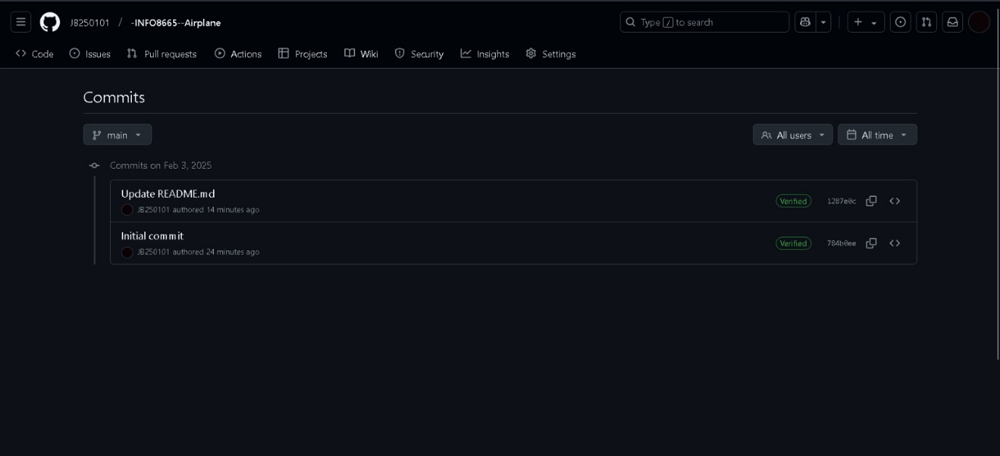 JB250101 / -INFO8665--Airplane
Type / to search
Code Issues Pull requests Actions Projects Wiki Security Insights Settings
Commits
main
All users All time
Commits on Feb 3, 2025
Update README.md
JB250101 authored 14 minutes ago
Verified 1287e0c
Initial commit
JB250101 authored 24 minutes ago
Verified 784b0ee